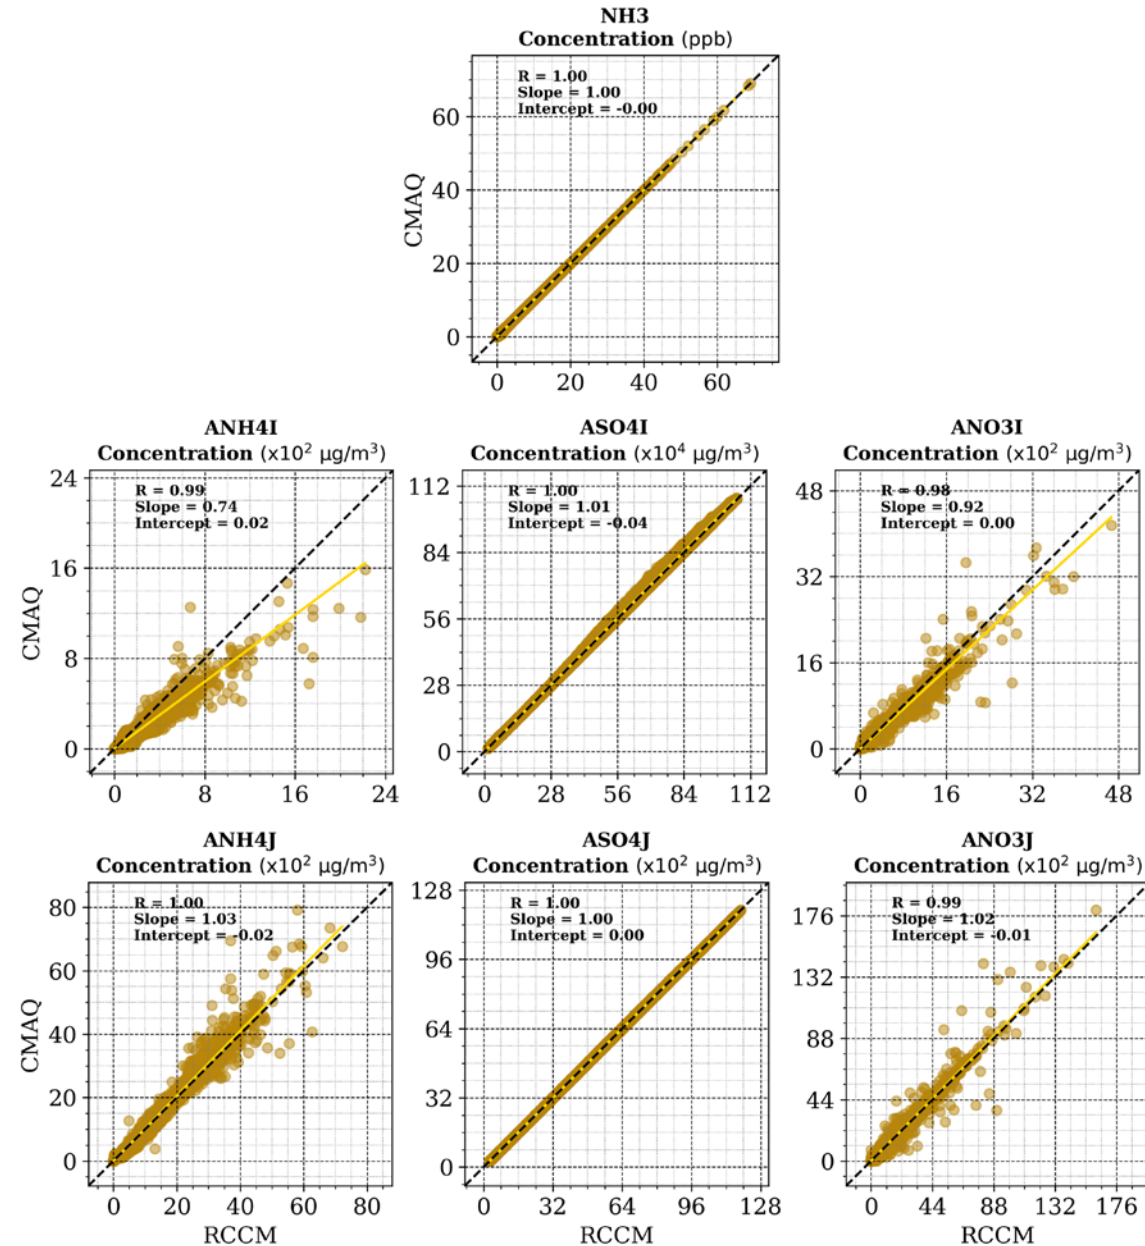 NH3
Concentration (ppb)
R = 1.00
Slope = 1.00
Intercept = -0.00
CMAQ
60
40
20
0
0 20 40 60
ANH4I
Concentration (x10² µg/m³)
R = 0.99
Slope = 0.74
Intercept = 0.02
CMAQ
24
16
8
0
0 8 16 24
ASO4I
Concentration (x10⁴ µg/m³)
R = 1.00
Slope = 1.01
Intercept = -0.04
112
84
56
28
0
0 28 56 84 112
ANO3I
Concentration (x10² µg/m³)
R = 0.98
Slope = 0.92
Intercept = 0.00
48
32
16
0
0 16 32 48
ANH4J
Concentration (x10² µg/m³)
R = 1.00
Slope = 1.03
Intercept = -0.02
CMAQ
80
60
40
20
0
0 20 40 60 80
RCCM
ASO4J
Concentration (x10² µg/m³)
R = 1.00
Slope = 1.00
Intercept = 0.00
128
96
64
32
0
0 32 64 96 128
RCCM
ANO3J
Concentration (x10² µg/m³)
R = 0.99
Slope = 1.02
Intercept = -0.01
176
132
88
44
0
0 44 88 132 176
RCCM